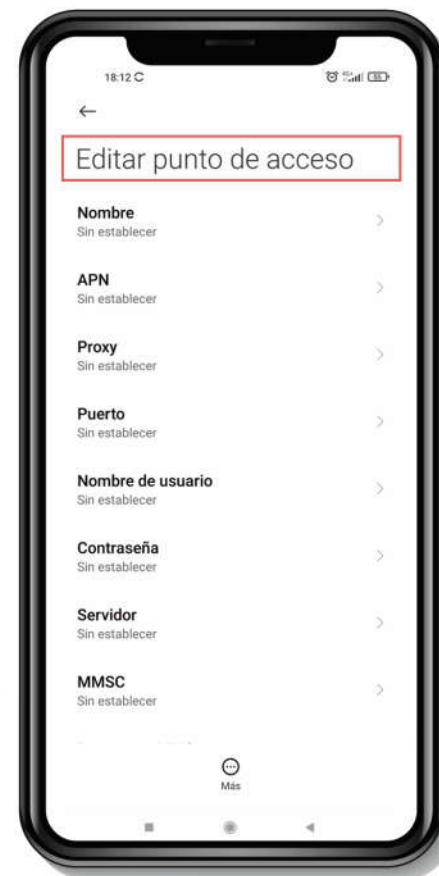 18:12
55
Editar punto de acceso
Nombre
Sin establecer
APN
Sin establecer
Proxy
Sin establecer
Puerto
Sin establecer
Nombre de usuario
Sin establecer
Contraseña
Sin establecer
Servidor
Sin establecer
MMSC
Sin establecer
Más